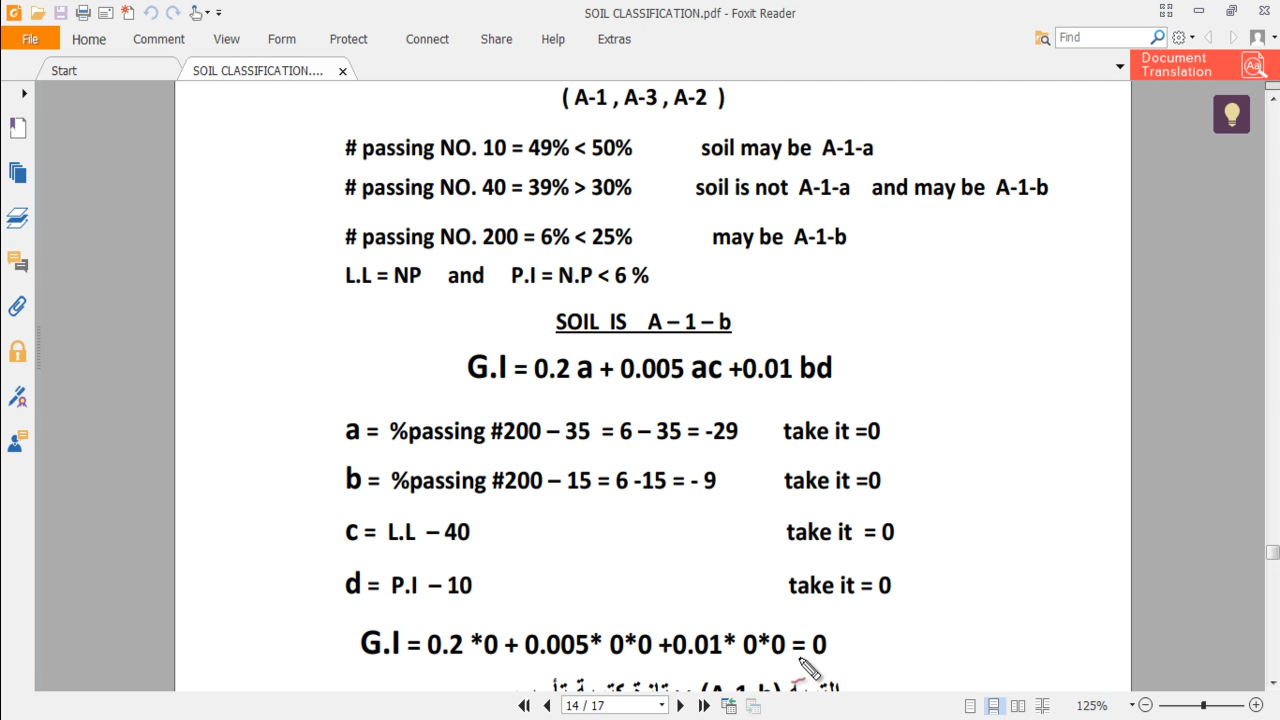 SOIL CLASSIFICATION.pdf - Foxit Reader
File Home Comment View Form Protect Connect Share Help Extras
Find
Start
SOIL CLASSIFICATION....
Document
Translation
( A-1 , A-3 , A-2 )
# passing NO. 10 = 49% < 50% soil may be A-1-a
# passing NO. 40 = 39% > 30% soil is not A-1-a and may be A-1-b
# passing NO. 200 = 6% < 25% may be A-1-b
L.L = NP and P.I = N.P < 6 %
SOIL IS A – 1 – b
G.I = 0.2 a + 0.005 ac +0.01 bd
a = %passing #200 – 35 = 6 – 35 = -29 take it =0
b = %passing #200 – 15 = 6 -15 = - 9 take it =0
c = L.L – 40 take it = 0
d = P.I – 10 take it = 0
G.I = 0.2 *0 + 0.005* 0*0 +0.01* 0*0 = 0
(A-1-b)
14 / 17
125%